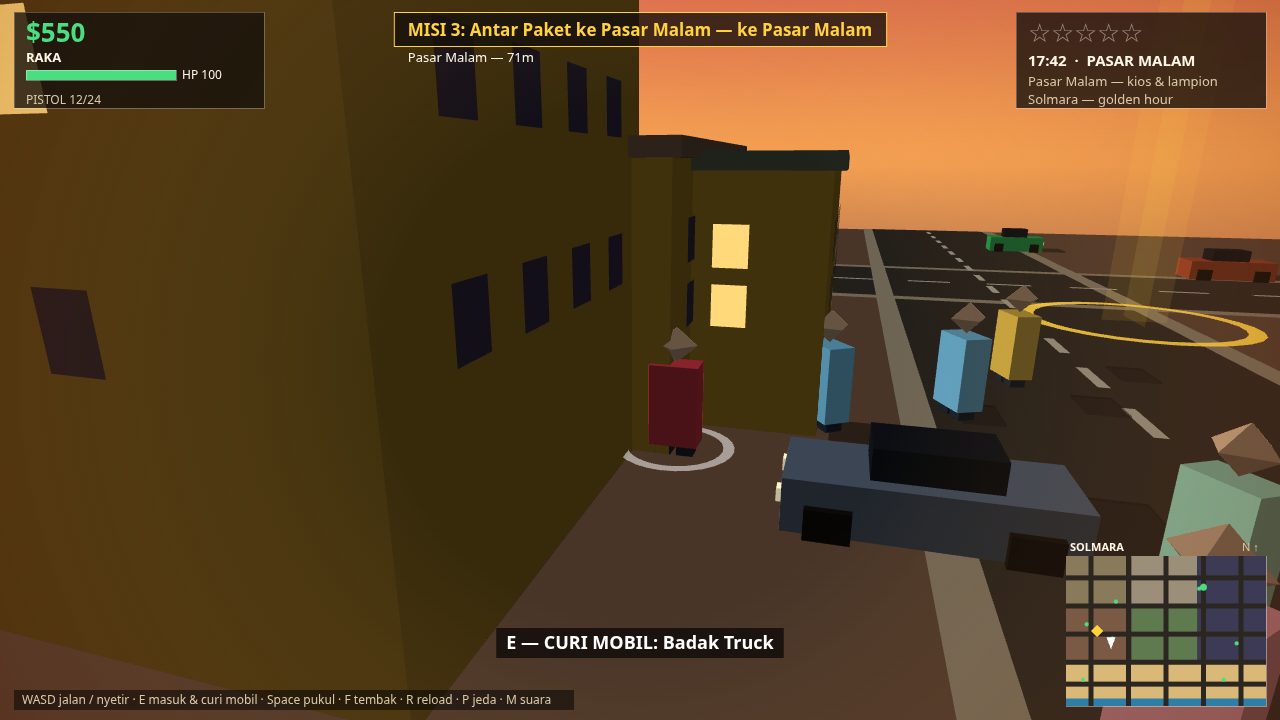 $550
RAKA
HP 100
PISTOL 12/24
MISI 3: Antar Paket ke Pasar Malam — ke Pasar Malam
Pasar Malam — 71m
☆☆☆☆☆
17:42 · PASAR MALAM
Pasar Malam — kios & lampion
Solmara — golden hour
SOLMARA
N ↑
E — CURI MOBIL: Badak Truck
WASD jalan / nyetir · E masuk & curi mobil · Space pukul · F tembak · R reload · P jeda · M suara